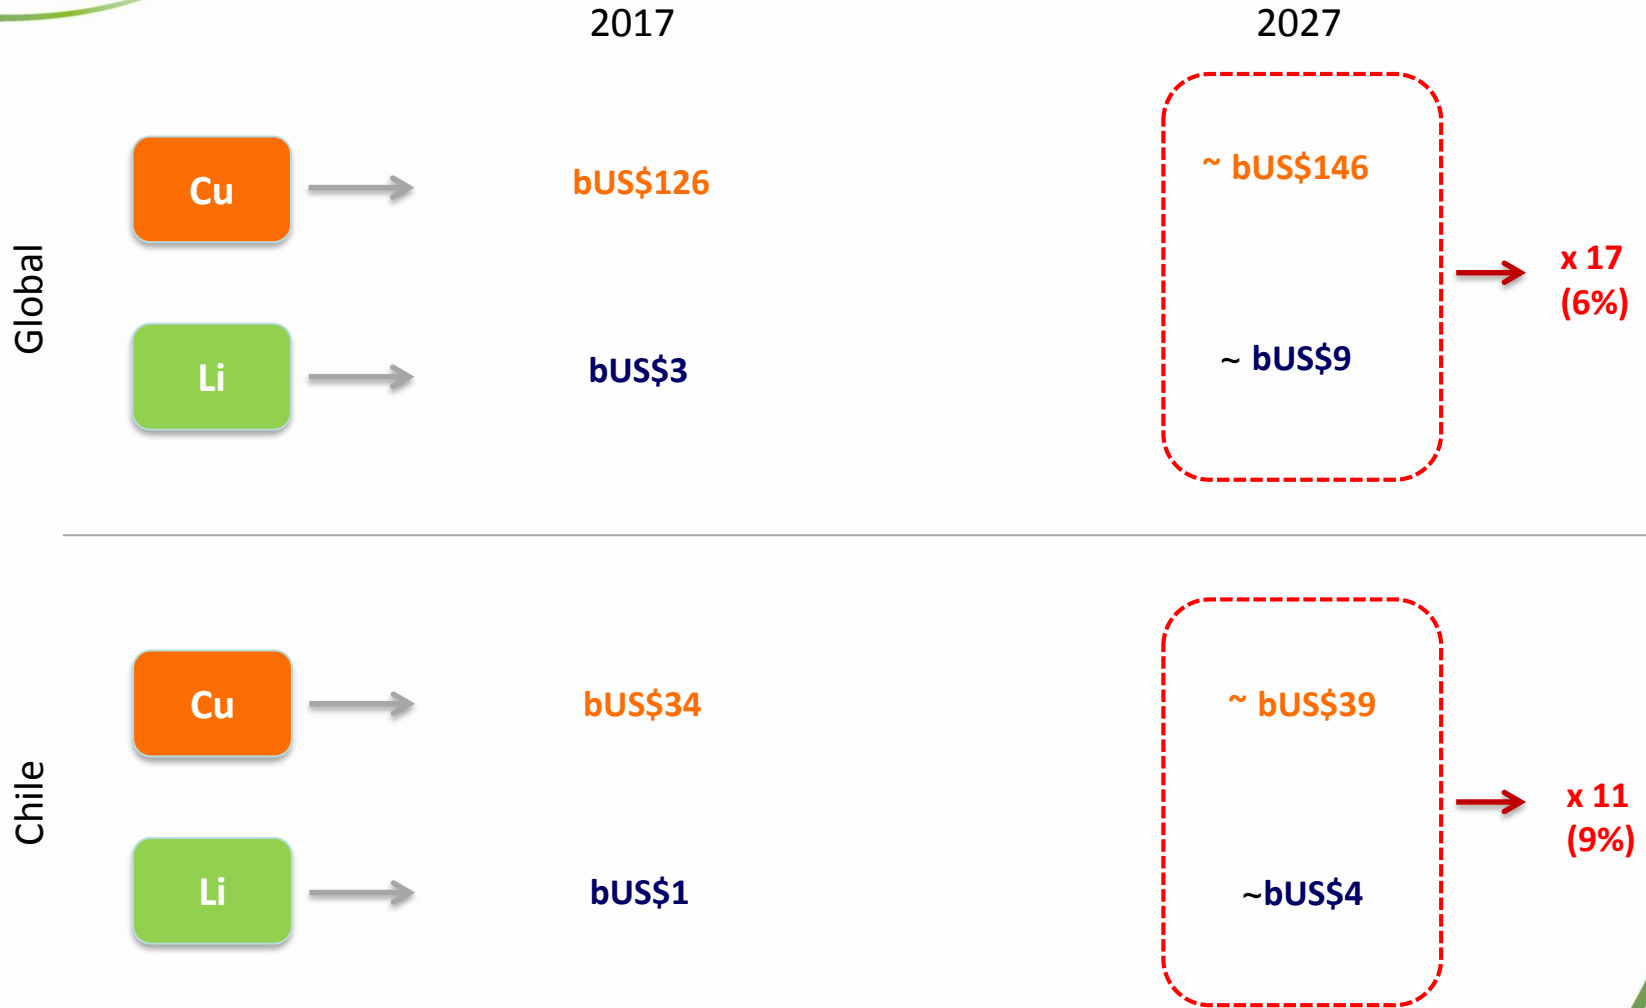 2017
2027
Global
Cu
bUS$126
~ bUS$146
Li
bUS$3
~ bUS$9
x 17
(6%)
Chile
Cu
bUS$34
~ bUS$39
Li
bUS$1
~bUS$4
x 11
(9%)